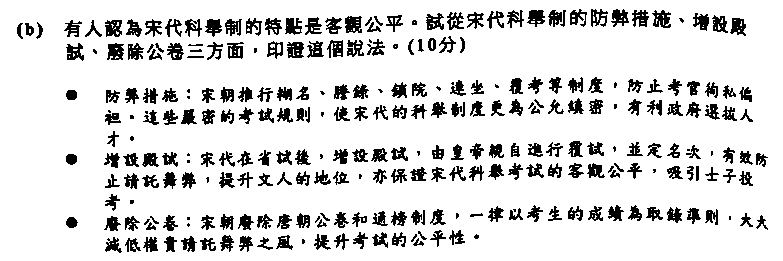 (b) 有人認為宋代科舉制的特點是客觀公平。試從宋代科舉制的防弊措施、增設殿
試、廢除公卷三方面，印證這個說法。(10分)
● 防弊措施：宋朝推行糊名、謄錄、鎖院、連坐、覆考等制度，防止考官徇私偏
袒。這些嚴密的考試規則，使宋代的科舉制度更為公允縝密，有利政府選拔人
才。
● 增設殿試：宋代在省試後，增設殿試，由皇帝親自進行覆試，並定名次，有效防
止請託舞弊，提升文人的地位，亦保證宋代科舉考試的客觀公平，吸引士子投
考。
● 廢除公卷：宋朝廢除唐朝公卷和通榜制度，一律以考生的成績為取錄準則，大大
減低權貴請託舞弊之風，提升考試的公平性。